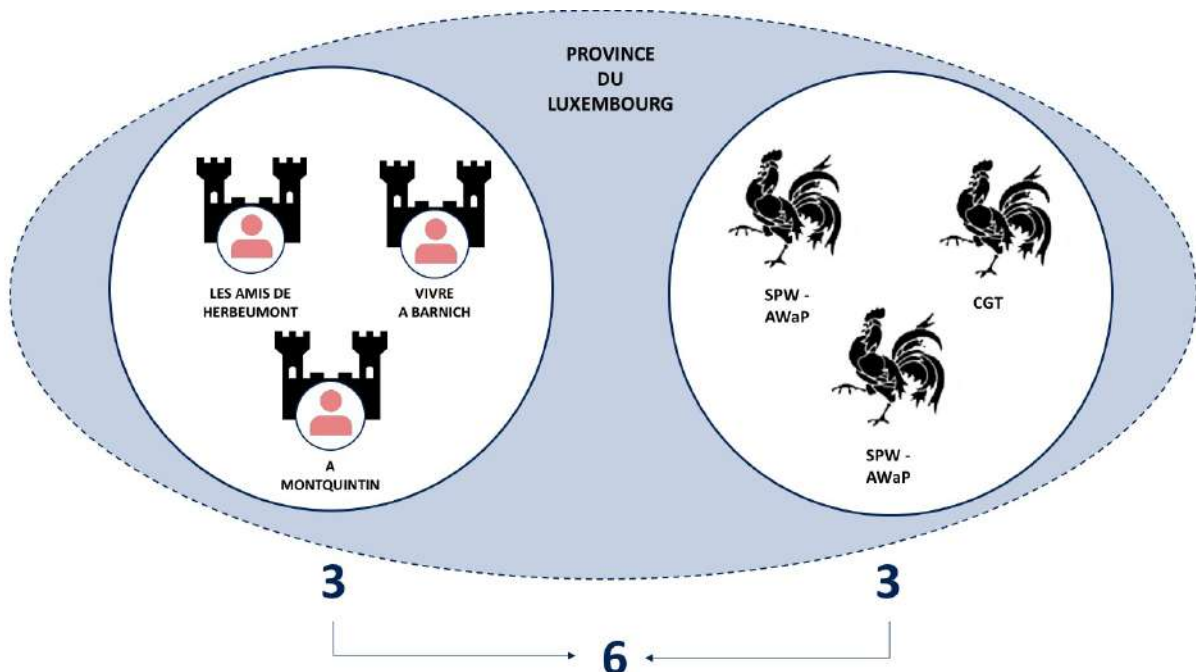 PROVINCE
DU
LUXEMBOURG
LES AMIS DE
HERBEUMONT
VIVRE
A BARNICH
A
MONTQUINTIN
SPW -
AWaP
CGT
SPW -
AWaP
3
3
6